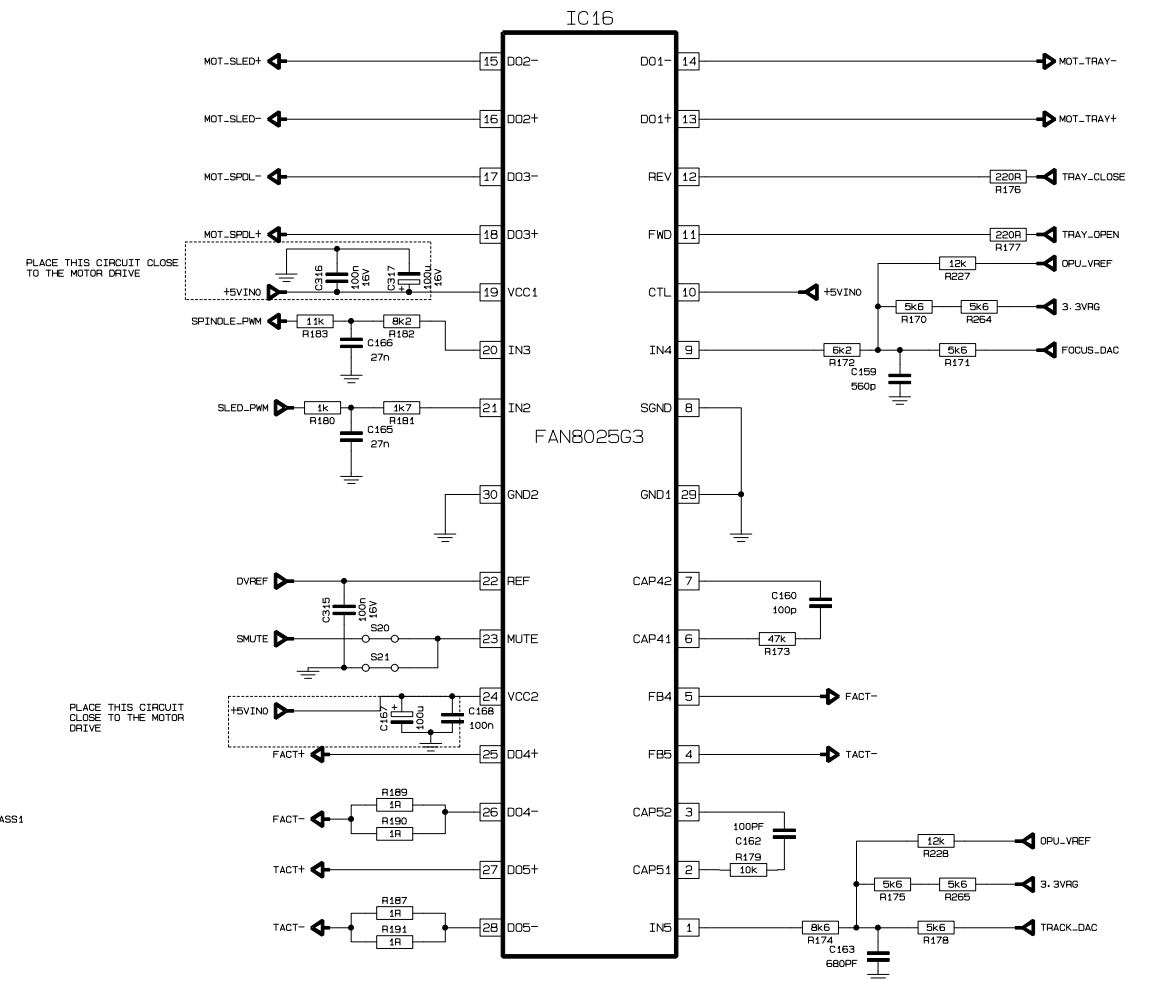 IC16
MOT_SLED+ 15 DO2- DO1- 14 MOT_TRAY-
MOT_SLED- 16 DO2+ DO1+ 13 MOT_TRAY+
MOT_SPDL- 17 DO3- REV 12 220R TRAY_CLOSE
R176
MOT_SPDL+ 18 DO3+ FWD 11 220R TRAY_OPEN
R177
PLACE THIS CIRCUIT CLOSE
TO THE MOTOR DRIVE
C316
100n
16V
C317
100u
16V
+
12k OPU_VREF
R227
+5VINO 19 VCC1 CTL 10 +5VINO
5k6 5k6 3.3VRG
R170 R264
SPINDLE_PWM 11k 8k2
R183 R182
C166
27n
20 IN3 IN4 9 6k2 5k6 FOCUS_DAC
R172 R171
C159
560p
SLED_PWM 1k 1k7 21 IN2 SGND 8
R180 R181
C165
27n
FAN8025G3
30 GND2 GND1 29
DVREF 22 REF CAP42 7
C315
100n
16V
C160
100p
S20
SMUTE 23 MUTE CAP41 6 47k
R173
S21
24 VCC2 FB4 5 FACT-
PLACE THIS CIRCUIT
CLOSE TO THE MOTOR
DRIVE
+5VINO
C167
+
100u
C168
100n
FACT+ 25 DO4+ FB5 4 TACT-
R189
1R
FACT- 26 DO4- CAP52 3
R190
1R
ASS1
100PF
C162
R179
TACT+ 27 DO5+ CAP51 2 10k
12k OPU_VREF
R228
5k6 5k6 3.3VRG
R175 R265
R187
1R
TACT- 28 DO5- IN5 1 8k6 5k6 TRACK_DAC
R191
1R
R174 R178
C163
680PF